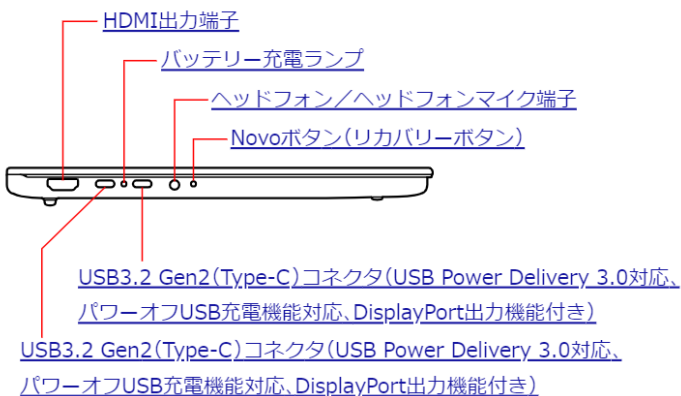 HDMI出力端子
バッテリー充電ランプ
ヘッドフォン／ヘッドフォンマイク端子
Novoボタン(リカバリーボタン)
USB3.2 Gen2(Type-C)コネクタ(USB Power Delivery 3.0対応、
パワーオフUSB充電機能対応、DisplayPort出力機能付き)
USB3.2 Gen2(Type-C)コネクタ(USB Power Delivery 3.0対応、
パワーオフUSB充電機能対応、DisplayPort出力機能付き)